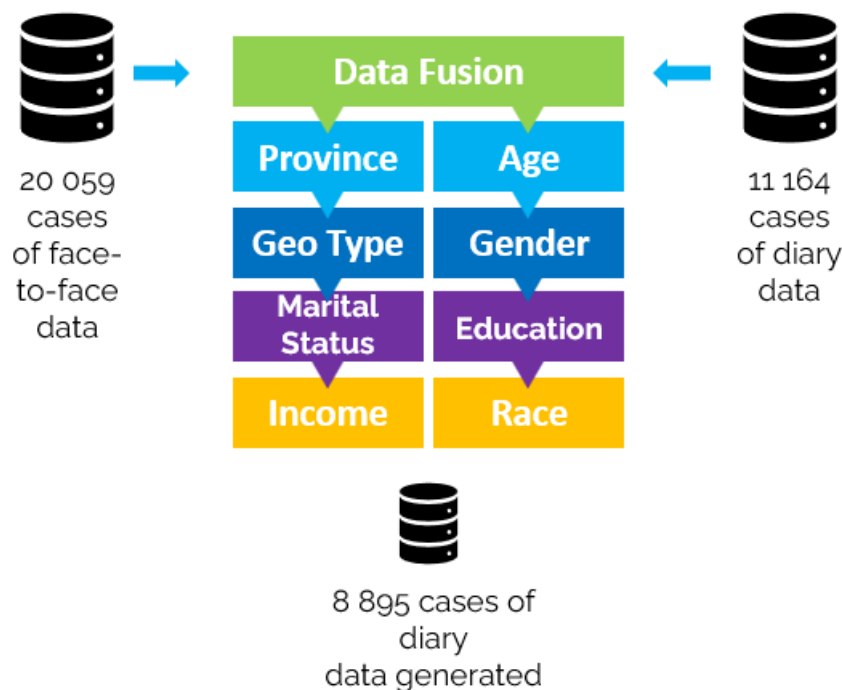 Data Fusion
20 059
cases
of face-
to-face
data
Province
Age
Geo Type
Gender
Marital
Status
Education
Income
Race
11 164
cases
of diary
data
8 895 cases of
diary
data generated